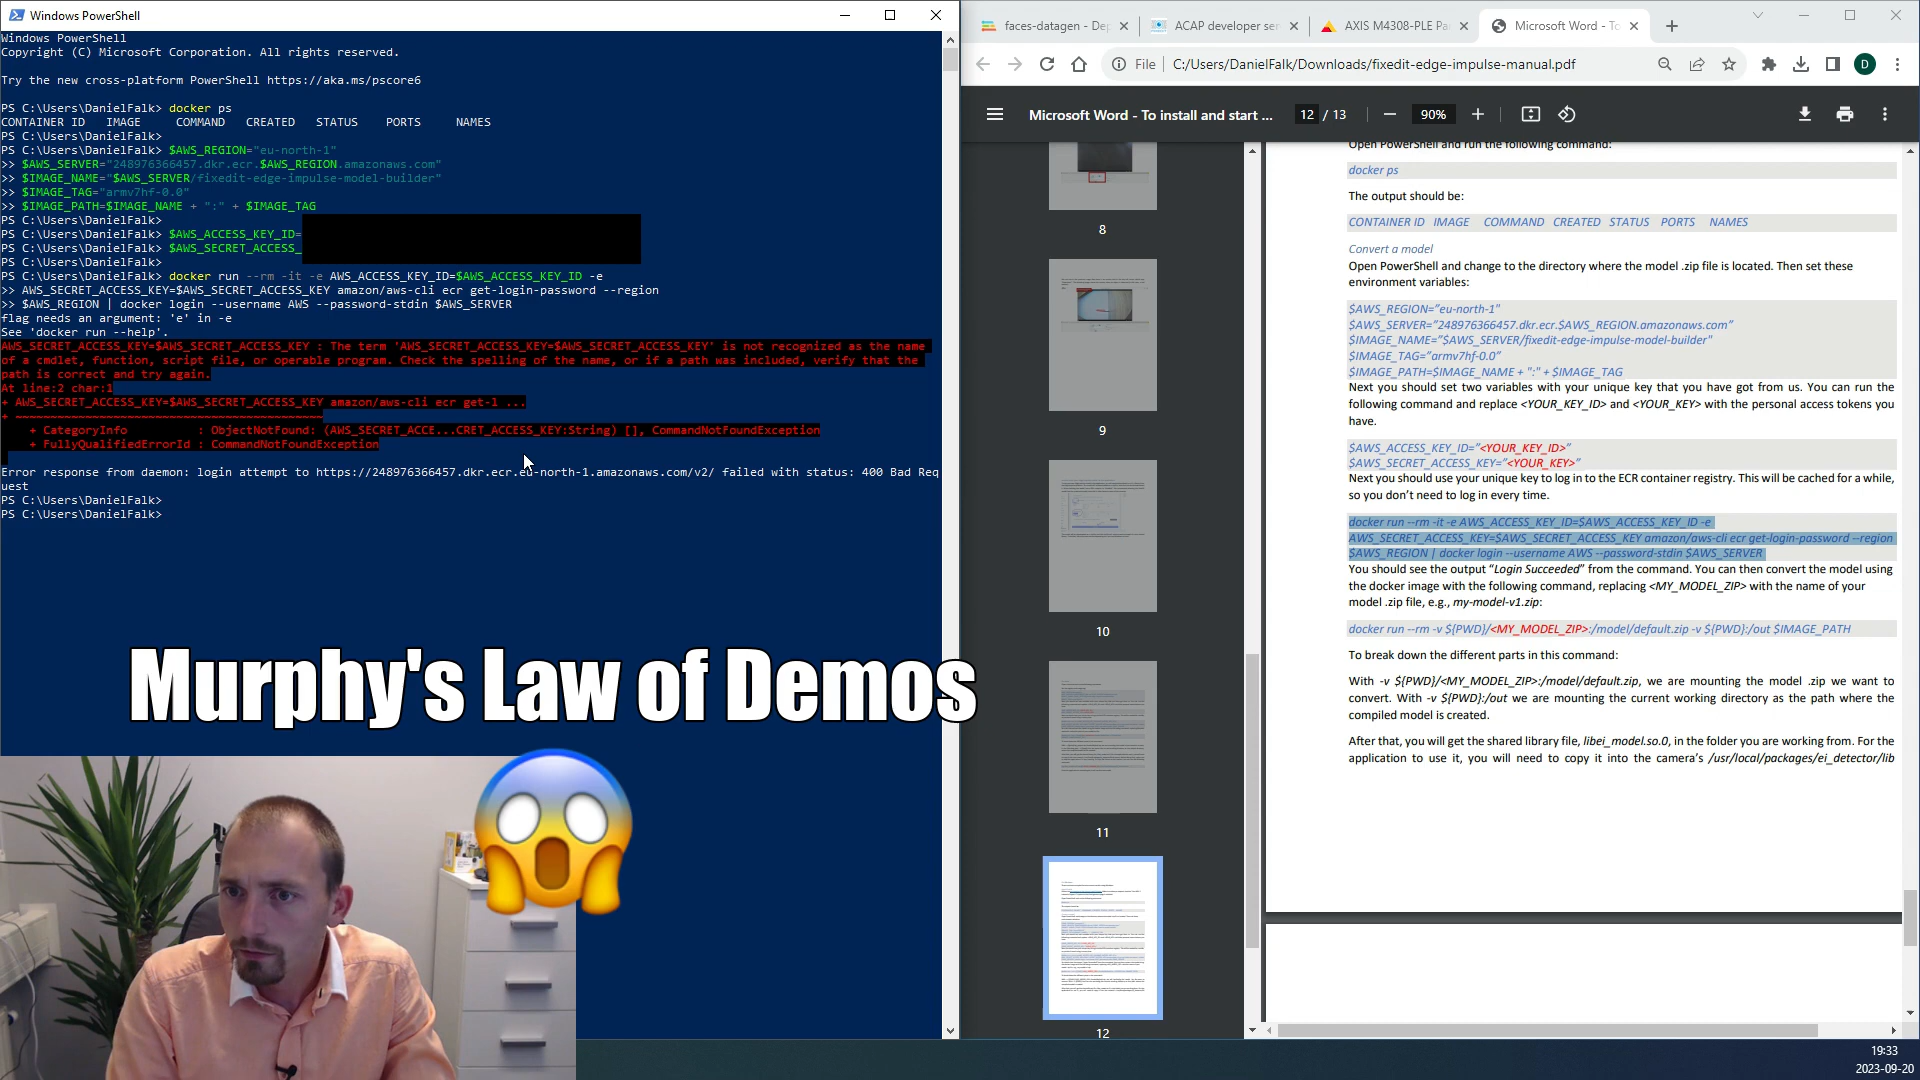 Windows PowerShell
Windows PowerShell
Copyright (C) Microsoft Corporation. All rights reserved.
Try the new cross-platform PowerShell https://aka.ms/pscore6
PS C:\Users\DanielFalk> docker ps
CONTAINER ID   IMAGE     COMMAND   CREATED   STATUS    PORTS     NAMES
PS C:\Users\DanielFalk>
PS C:\Users\DanielFalk> $AWS_REGION="eu-north-1"
>> $AWS_SERVER="248976366457.dkr.ecr.$AWS_REGION.amazonaws.com"
>> $IMAGE_NAME="$AWS_SERVER/fixedit-edge-impulse-model-builder"
>> $IMAGE_TAG="armv7hf-0.0"
>> $IMAGE_PATH=$IMAGE_NAME + ":" + $IMAGE_TAG
PS C:\Users\DanielFalk>
PS C:\Users\DanielFalk> $AWS_ACCESS_KEY_ID=
PS C:\Users\DanielFalk> $AWS_SECRET_ACCESS_
PS C:\Users\DanielFalk>
PS C:\Users\DanielFalk> docker run --rm -it -e AWS_ACCESS_KEY_ID=$AWS_ACCESS_KEY_ID -e
>> AWS_SECRET_ACCESS_KEY=$AWS_SECRET_ACCESS_KEY amazon/aws-cli ecr get-login-password --region
>> $AWS_REGION | docker login --username AWS --password-stdin $AWS_SERVER
flag needs an argument: 'e' in -e
See 'docker run --help'.
AWS_SECRET_ACCESS_KEY=$AWS_SECRET_ACCESS_KEY : The term 'AWS_SECRET_ACCESS_KEY=$AWS_SECRET_ACCESS_KEY' is not recognized as the name
of a cmdlet, function, script file, or operable program. Check the spelling of the name, or if a path was included, verify that the
path is correct and try again.
At line:2 char:1
+ AWS_SECRET_ACCESS_KEY=$AWS_SECRET_ACCESS_KEY amazon/aws-cli ecr get-l ...
+ ~~~~~~~~~~~~~~~~~~~~~~~~~~~~~~~~~~~~~~~~~~~~
+ CategoryInfo          : ObjectNotFound: (AWS_SECRET_ACCE...CRET_ACCESS_KEY:String) [], CommandNotFoundException
+ FullyQualifiedErrorId : CommandNotFoundException
Error response from daemon: login attempt to https://248976366457.dkr.ecr.eu-north-1.amazonaws.com/v2/ failed with status: 400 Bad Req
uest
PS C:\Users\DanielFalk>
PS C:\Users\DanielFalk>
Murphy's Law of Demos
faces-datagen - De
ACAP developer ser
AXIS M4308-PLE Pa
Microsoft Word - To
File | C:/Users/DanielFalk/Downloads/fixedit-edge-impulse-manual.pdf
D
Microsoft Word - To install and start ...
12 / 13
90%
8
9
10
11
12
Open PowerShell and run the following command:
docker ps
The output should be:
CONTAINER ID   IMAGE     COMMAND   CREATED   STATUS    PORTS     NAMES
Convert a model
Open PowerShell and change to the directory where the model .zip file is located. Then set these
environment variables:
$AWS_REGION="eu-north-1"
$AWS_SERVER="248976366457.dkr.ecr.$AWS_REGION.amazonaws.com"
$IMAGE_NAME="$AWS_SERVER/fixedit-edge-impulse-model-builder"
$IMAGE_TAG="armv7hf-0.0"
$IMAGE_PATH=$IMAGE_NAME + ":" + $IMAGE_TAG
Next you should set two variables with your unique key that you have got from us. You can run the
following command and replace <YOUR_KEY_ID> and <YOUR_KEY> with the personal access tokens you
have.
$AWS_ACCESS_KEY_ID="<YOUR_KEY_ID>"
$AWS_SECRET_ACCESS_KEY="<YOUR_KEY>"
Next you should use your unique key to log in to the ECR container registry. This will be cached for a while,
so you don't need to log in every time.
docker run --rm -it -e AWS_ACCESS_KEY_ID=$AWS_ACCESS_KEY_ID -e
AWS_SECRET_ACCESS_KEY=$AWS_SECRET_ACCESS_KEY amazon/aws-cli ecr get-login-password --region
$AWS_REGION | docker login --username AWS --password-stdin $AWS_SERVER
You should see the output “Login Succeeded” from the command. You can then convert the model using
the docker image with the following command, replacing <MY_MODEL_ZIP> with the name of your
model .zip file, e.g., my-model-v1.zip:
docker run --rm -v ${PWD}/<MY_MODEL_ZIP>:/model/default.zip -v ${PWD}:/out $IMAGE_PATH
To break down the different parts in this command:
With -v ${PWD}/<MY_MODEL_ZIP>:/model/default.zip, we are mounting the model .zip we want to
convert. With -v ${PWD}:/out we are mounting the current working directory as the path where the
compiled model is created.
After that, you will get the shared library file, libei_model.so.0, in the folder you are working from. For the
application to use it, you will need to copy it into the camera's /usr/local/packages/ei_detector/lib
19:33
2023-09-20